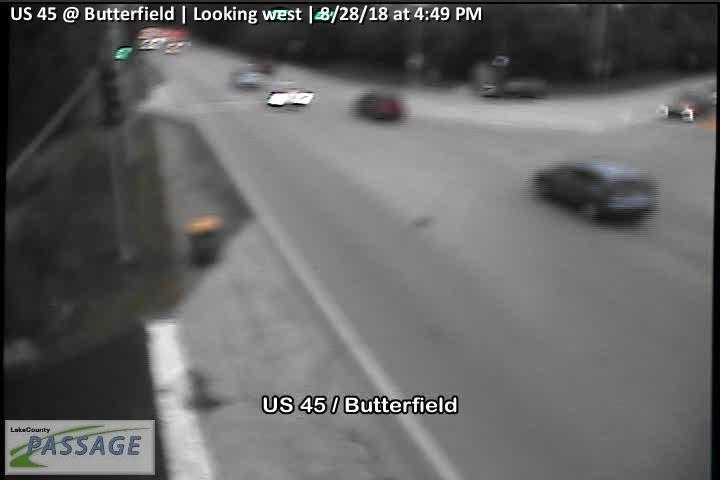 US 45 @ Butterfield | Looking west | 8/28/18 at 4:49 PM
US 45 / Butterfield
LakeCounty
PASSAGE